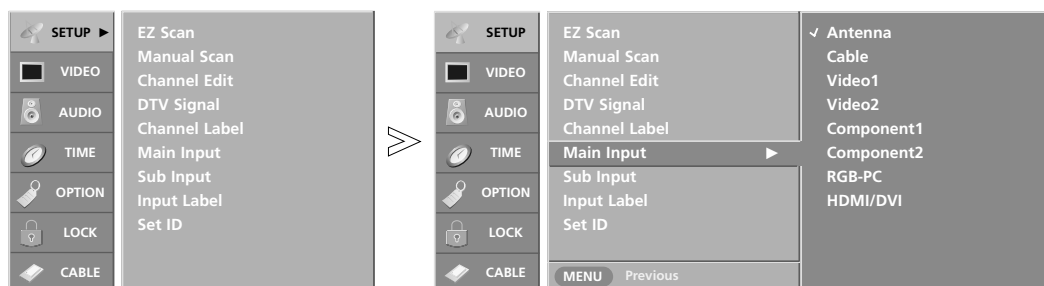 SETUP ►
VIDEO
AUDIO
TIME
OPTION
LOCK
CABLE
EZ Scan
Manual Scan
Channel Edit
DTV Signal
Channel Label
Main Input
Sub Input
Input Label
Set ID
SETUP
VIDEO
AUDIO
TIME
OPTION
LOCK
CABLE
EZ Scan
Manual Scan
Channel Edit
DTV Signal
Channel Label
Main Input ►
Sub Input
Input Label
Set ID
MENU Previous
✓ Antenna
Cable
Video1
Video2
Component1
Component2
RGB-PC
HDMI/DVI